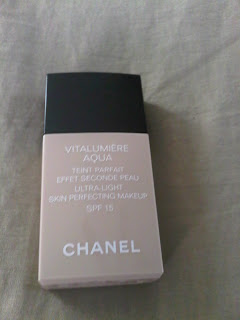 VITALUMIÈRE
AQUA
TEINT PARFAIT
EFFET SECONDE PEAU
ULTRA-LIGHT
SKIN PERFECTING MAKEUP
SPF 15
CHANEL